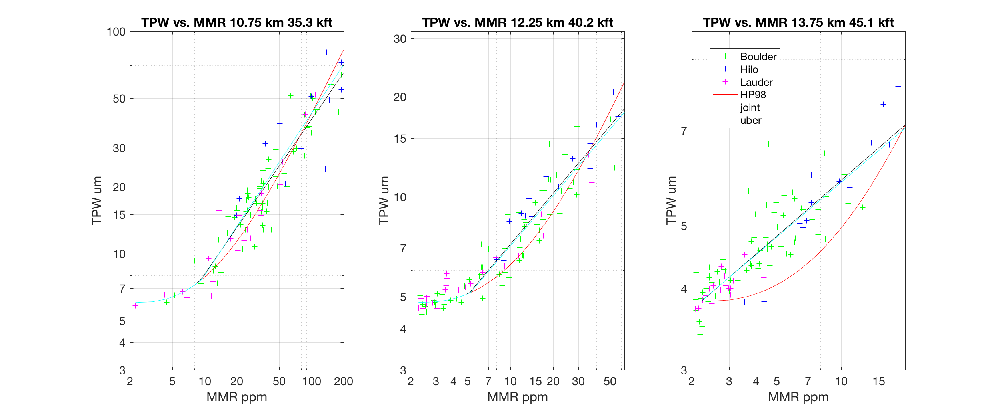 TPW vs. MMR 10.75 km 35.3 kft
100
50
30
20
15
10
7
5
4
3
TPW um
2 5 10 20 50 100 200
MMR ppm
TPW vs. MMR 12.25 km 40.2 kft
30
20
15
10
7
5
4
3
TPW um
2 3 4 5 7 10 15 20 30 50
MMR ppm
TPW vs. MMR 13.75 km 45.1 kft
Boulder
Hilo
Lauder
HP98
joint
uber
7
5
4
3
TPW um
2 3 4 5 7 10 15
MMR ppm